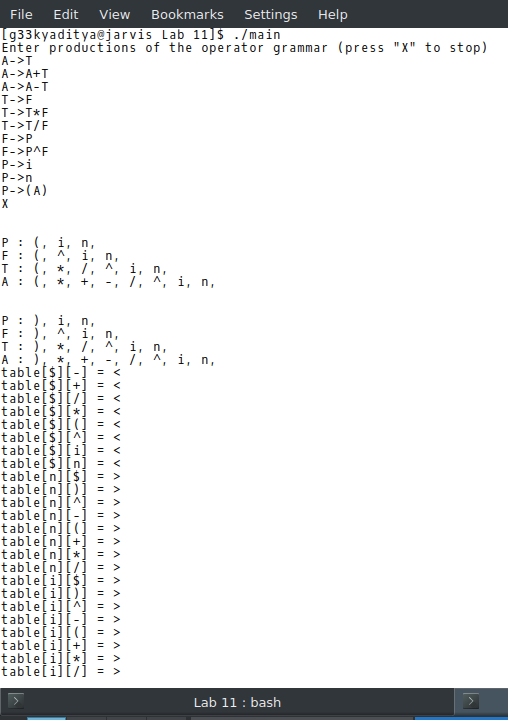 File Edit View Bookmarks Settings Help
[g33kyaditya@jarvis Lab 11]$ ./main
Enter productions of the operator grammar (press "X" to stop)
A->T
A->A+T
A->A-T
T->F
T->T*F
T->T/F
F->P
F->P^F
P->i
P->n
P->(A)
X
P : (, i, n,
F : (, ^, i, n,
T : (, *, /, ^, i, n,
A : (, *, +, -, /, ^, i, n,
P : ), i, n,
F : ), ^, i, n,
T : ), *, /, ^, i, n,
A : ), *, +, -, /, ^, i, n,
table[$][-] = <
table[$][+] = <
table[$][/] = <
table[$][*] = <
table[$][(] = <
table[$][^] = <
table[$][i] = <
table[$][n] = <
table[n][$] = >
table[n][)] = >
table[n][^] = >
table[n][-] = >
table[n][(] = >
table[n][+] = >
table[n][*] = >
table[n][/] = >
table[i][$] = >
table[i][)] = >
table[i][^] = >
table[i][-] = >
table[i][(] = >
table[i][+] = >
table[i][*] = >
table[i][/] = >
Lab 11 : bash